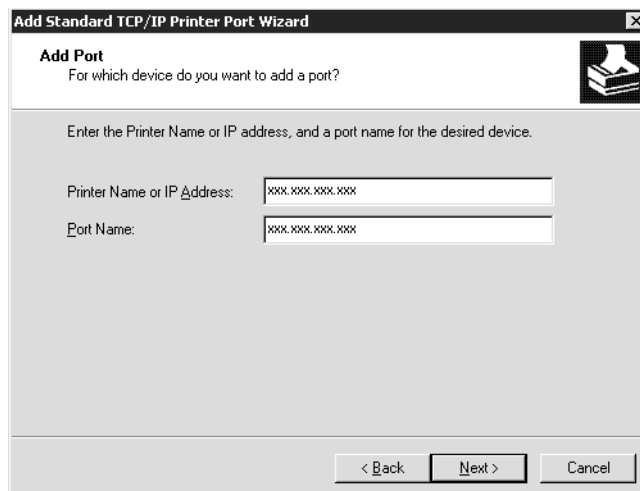 Add Standard TCP/IP Printer Port Wizard
Add Port
For which device do you want to add a port?
Enter the Printer Name or IP address, and a port name for the desired device.
Printer Name or IP Address: xxx.xxx.xxx.xxx
Port Name: xxx.xxx.xxx.xxx
< Back Next > Cancel